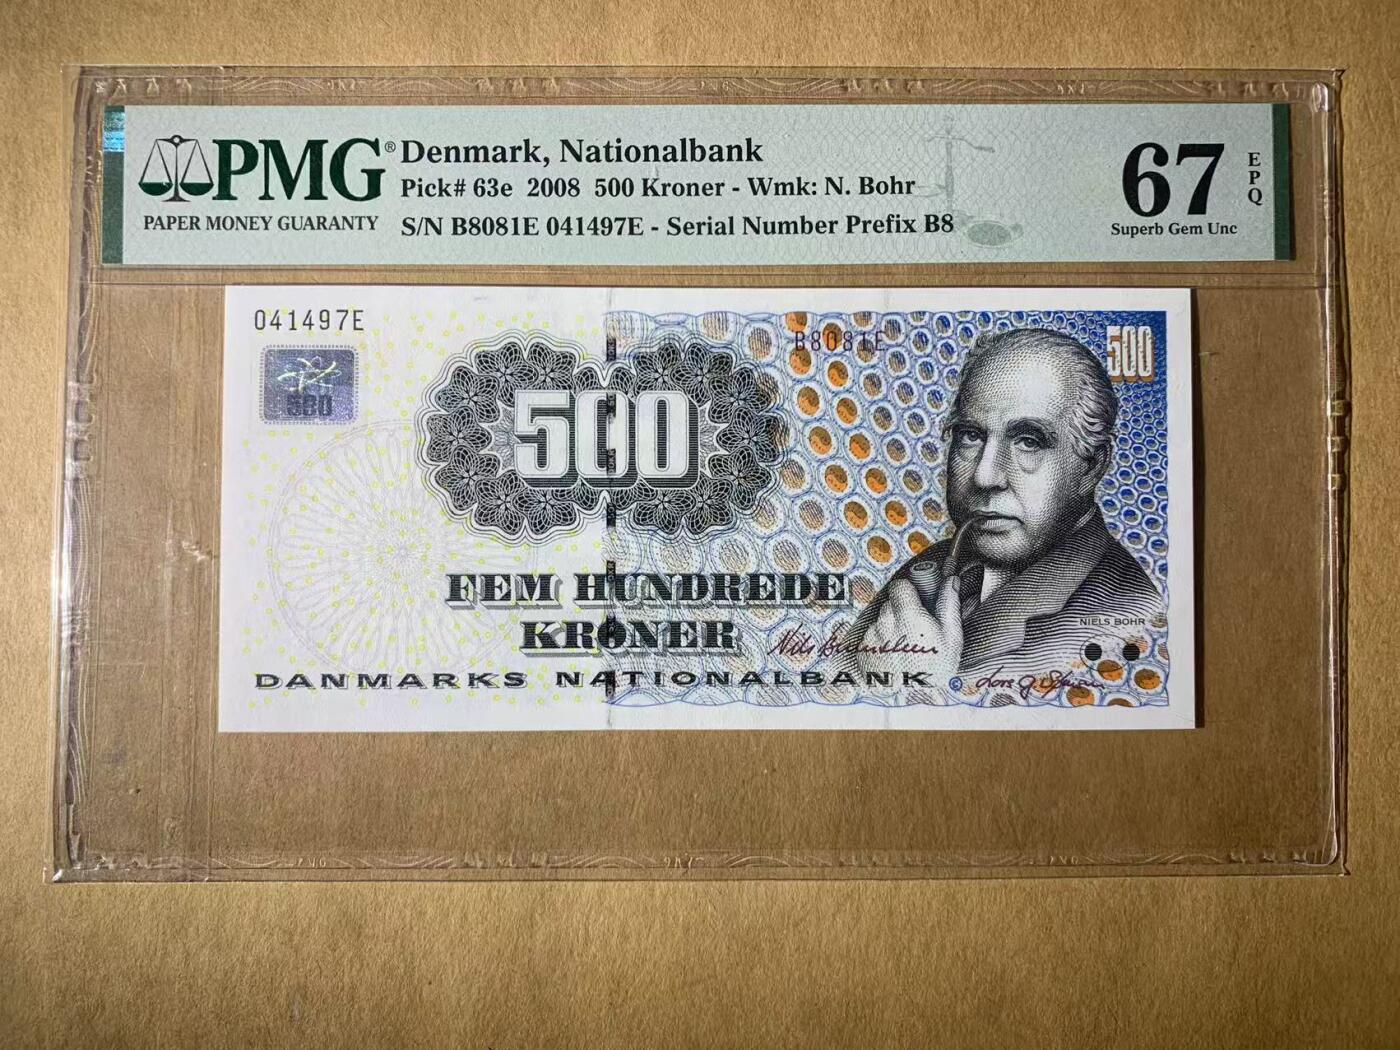 PMG®
PAPER MONEY GUARANTY
Denmark, Nationalbank
Pick# 63e 2008 500 Kroner - Wmk: N. Bohr
S/N B8081E 041497E - Serial Number Prefix B8
67
EPQ
Superb Gem Unc
041497E
500
B8081E
500
500
FEM HUNDREDE
KRONER
NIELS BOHR
DANMARKS NATIONALBANK ©